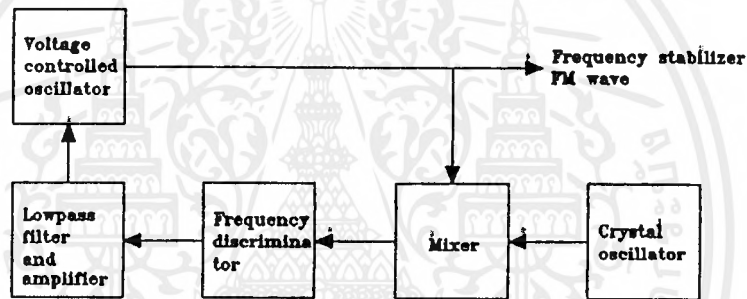 Voltage
controlled
oscillator
Frequency stabilizer
FM wave
Lowpass
filter
and
amplifier
Frequency
discrimina
tor
Mixer
Crystal
oscillator